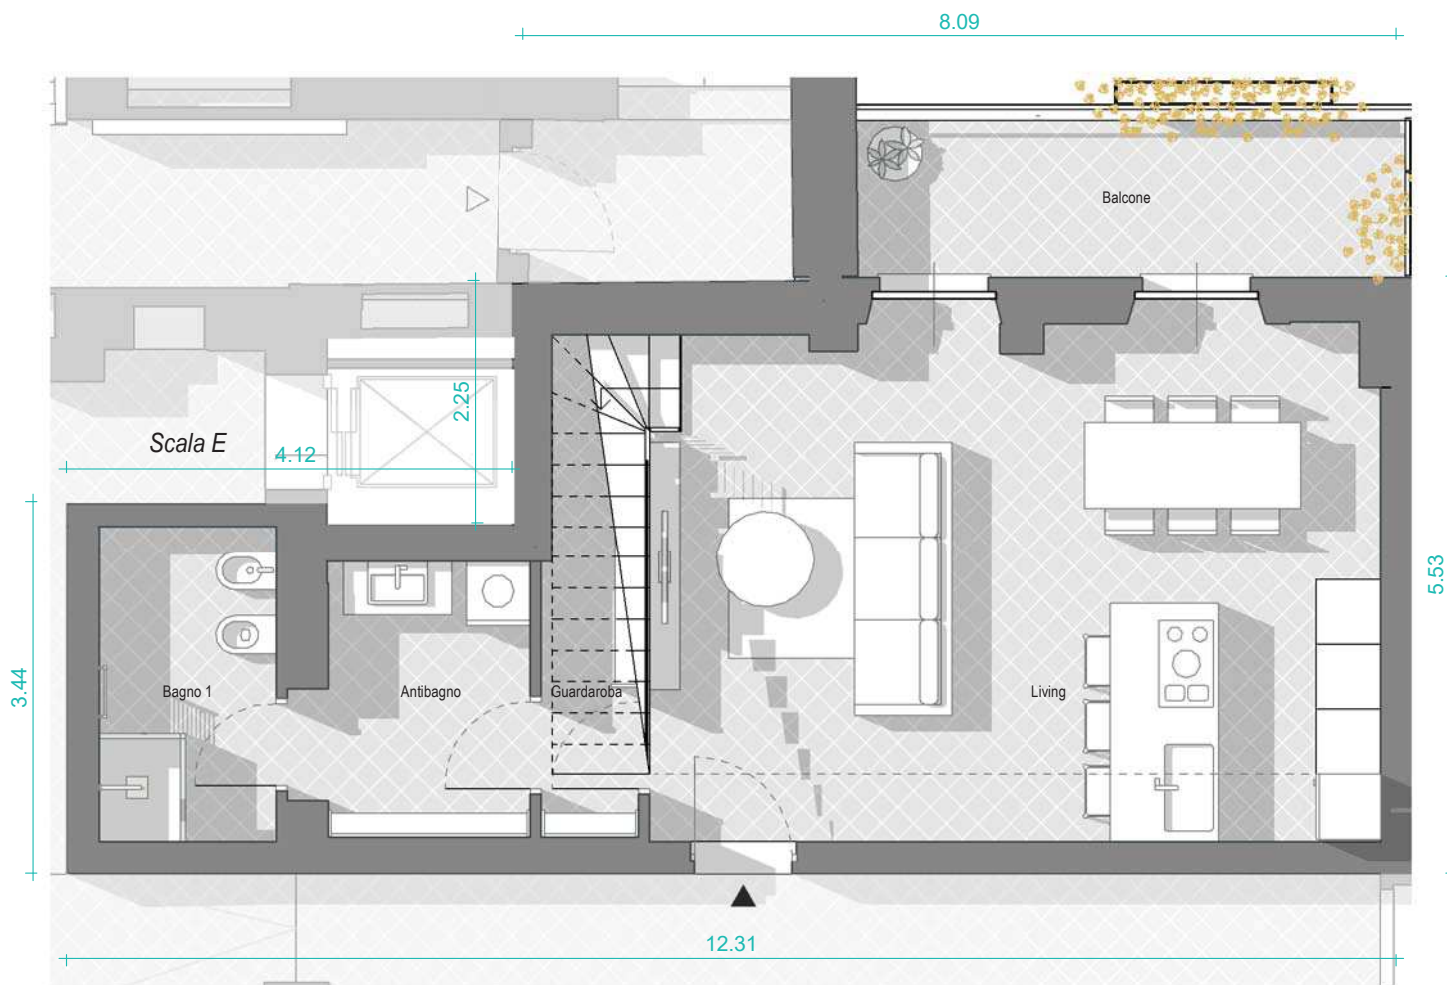 8.09
Balcone
2.25
Scala E
4.12
5.53
3.44
Bagno 1
Antibagno
Guardaroba
Living
12.31